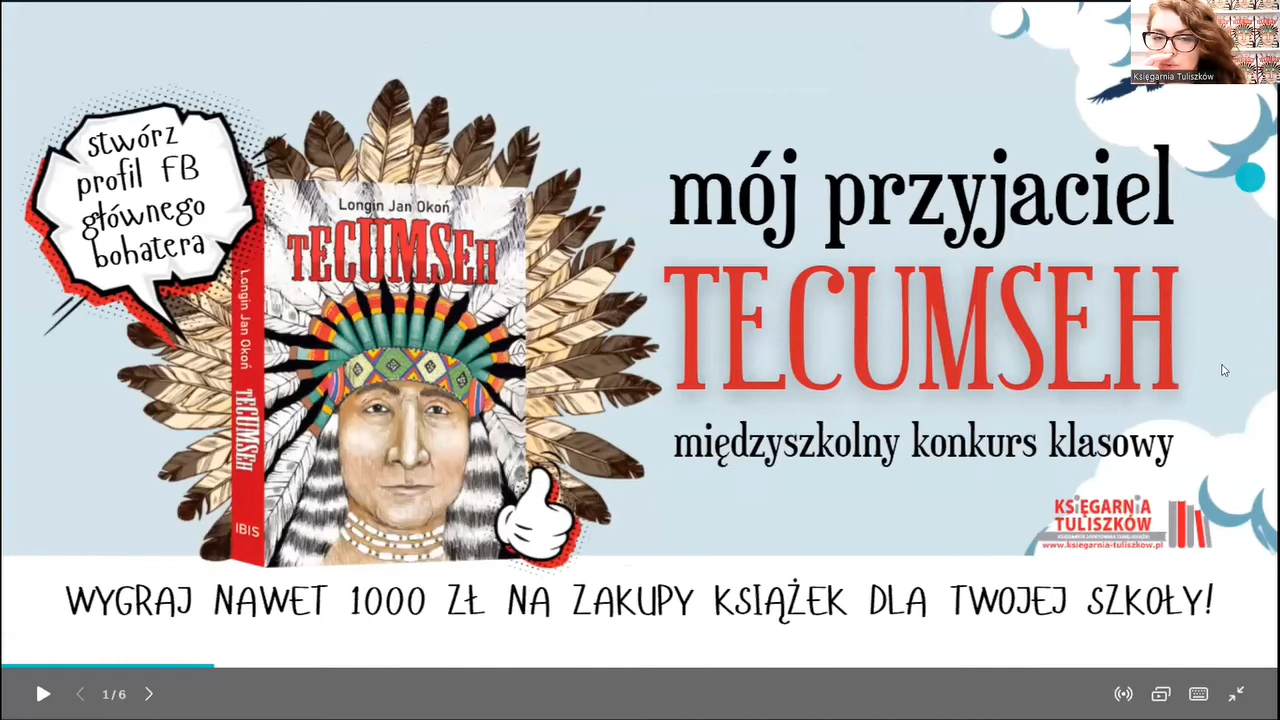 Księgarnia Tuliszków
stwórz
profil FB
głównego
bohatera
Longin Jan Okoń
TECUMSEH
Longin Jan Okoń
TECUMSEH
IBIS
mój przyjaciel
TECUMSEH
międzyszkolny konkurs klasowy
KSIĘGARNIA
TULISZKÓW
www.ksiegarnia-tuliszkow.pl
WYGRAJ NAWET 1000 ZŁ NA ZAKUPY KSIĄŻEK DLA TWOJEJ SZKOŁY!
1/6